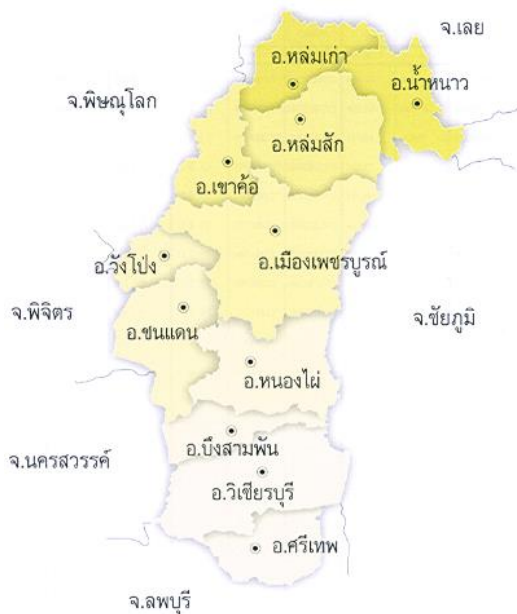 จ.เลย
อ.หล่มเก่า
อ.น้ำหนาว
จ.พิษณุโลก
อ.หล่มสัก
อ.เขาค้อ
อ.วังโป่ง
อ.เมืองเพชรบูรณ์
จ.พิจิตร
จ.ชัยภูมิ
อ.ชนแดน
อ.หนองไผ่
อ.บึงสามพัน
จ.นครสวรรค์
อ.วิเชียรบุรี
อ.ศรีเทพ
จ.ลพบุรี